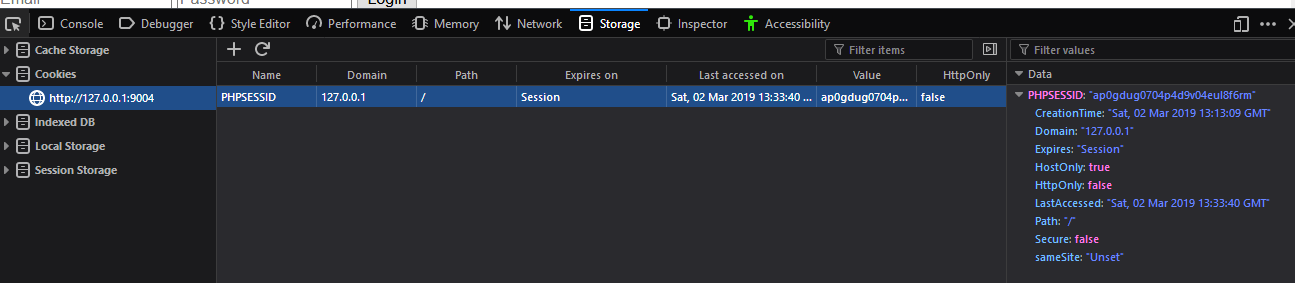 Email Password Login
Console Debugger Style Editor Performance Memory Network Storage Inspector Accessibility
Cache Storage
Cookies
http://127.0.0.1:9004
Indexed DB
Local Storage
Session Storage
Filter items
Name Domain Path Expires on Last accessed on Value HttpOnly
PHPSESSID 127.0.0.1 / Session Sat, 02 Mar 2019 13:33:40 ... ap0gdug0704p... false
Filter values
Data
PHPSESSID: "ap0gdug0704p4d9v04eul8f6rm"
CreationTime: "Sat, 02 Mar 2019 13:13:09 GMT"
Domain: "127.0.0.1"
Expires: "Session"
HostOnly: true
HttpOnly: false
LastAccessed: "Sat, 02 Mar 2019 13:33:40 GMT"
Path: "/"
Secure: false
sameSite: "Unset"